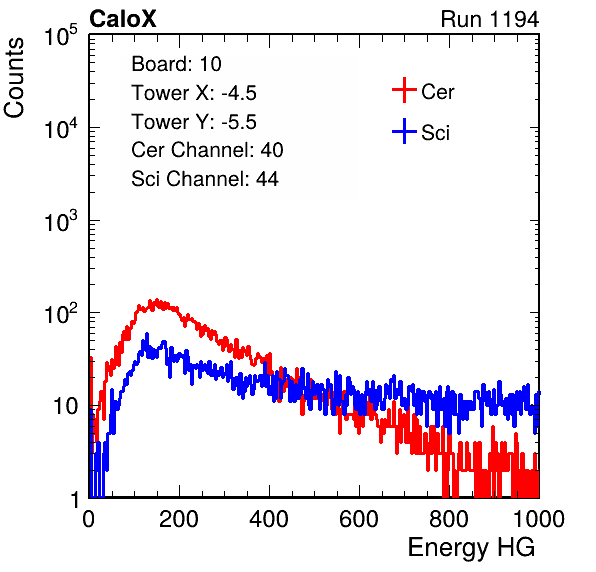 CaloX Run 1194
Counts
10^5
10^4
10^3
10^2
10
1
Board: 10
Tower X: -4.5
Tower Y: -5.5
Cer Channel: 40
Sci Channel: 44
Cer
Sci
0 200 400 600 800 1000
Energy HG